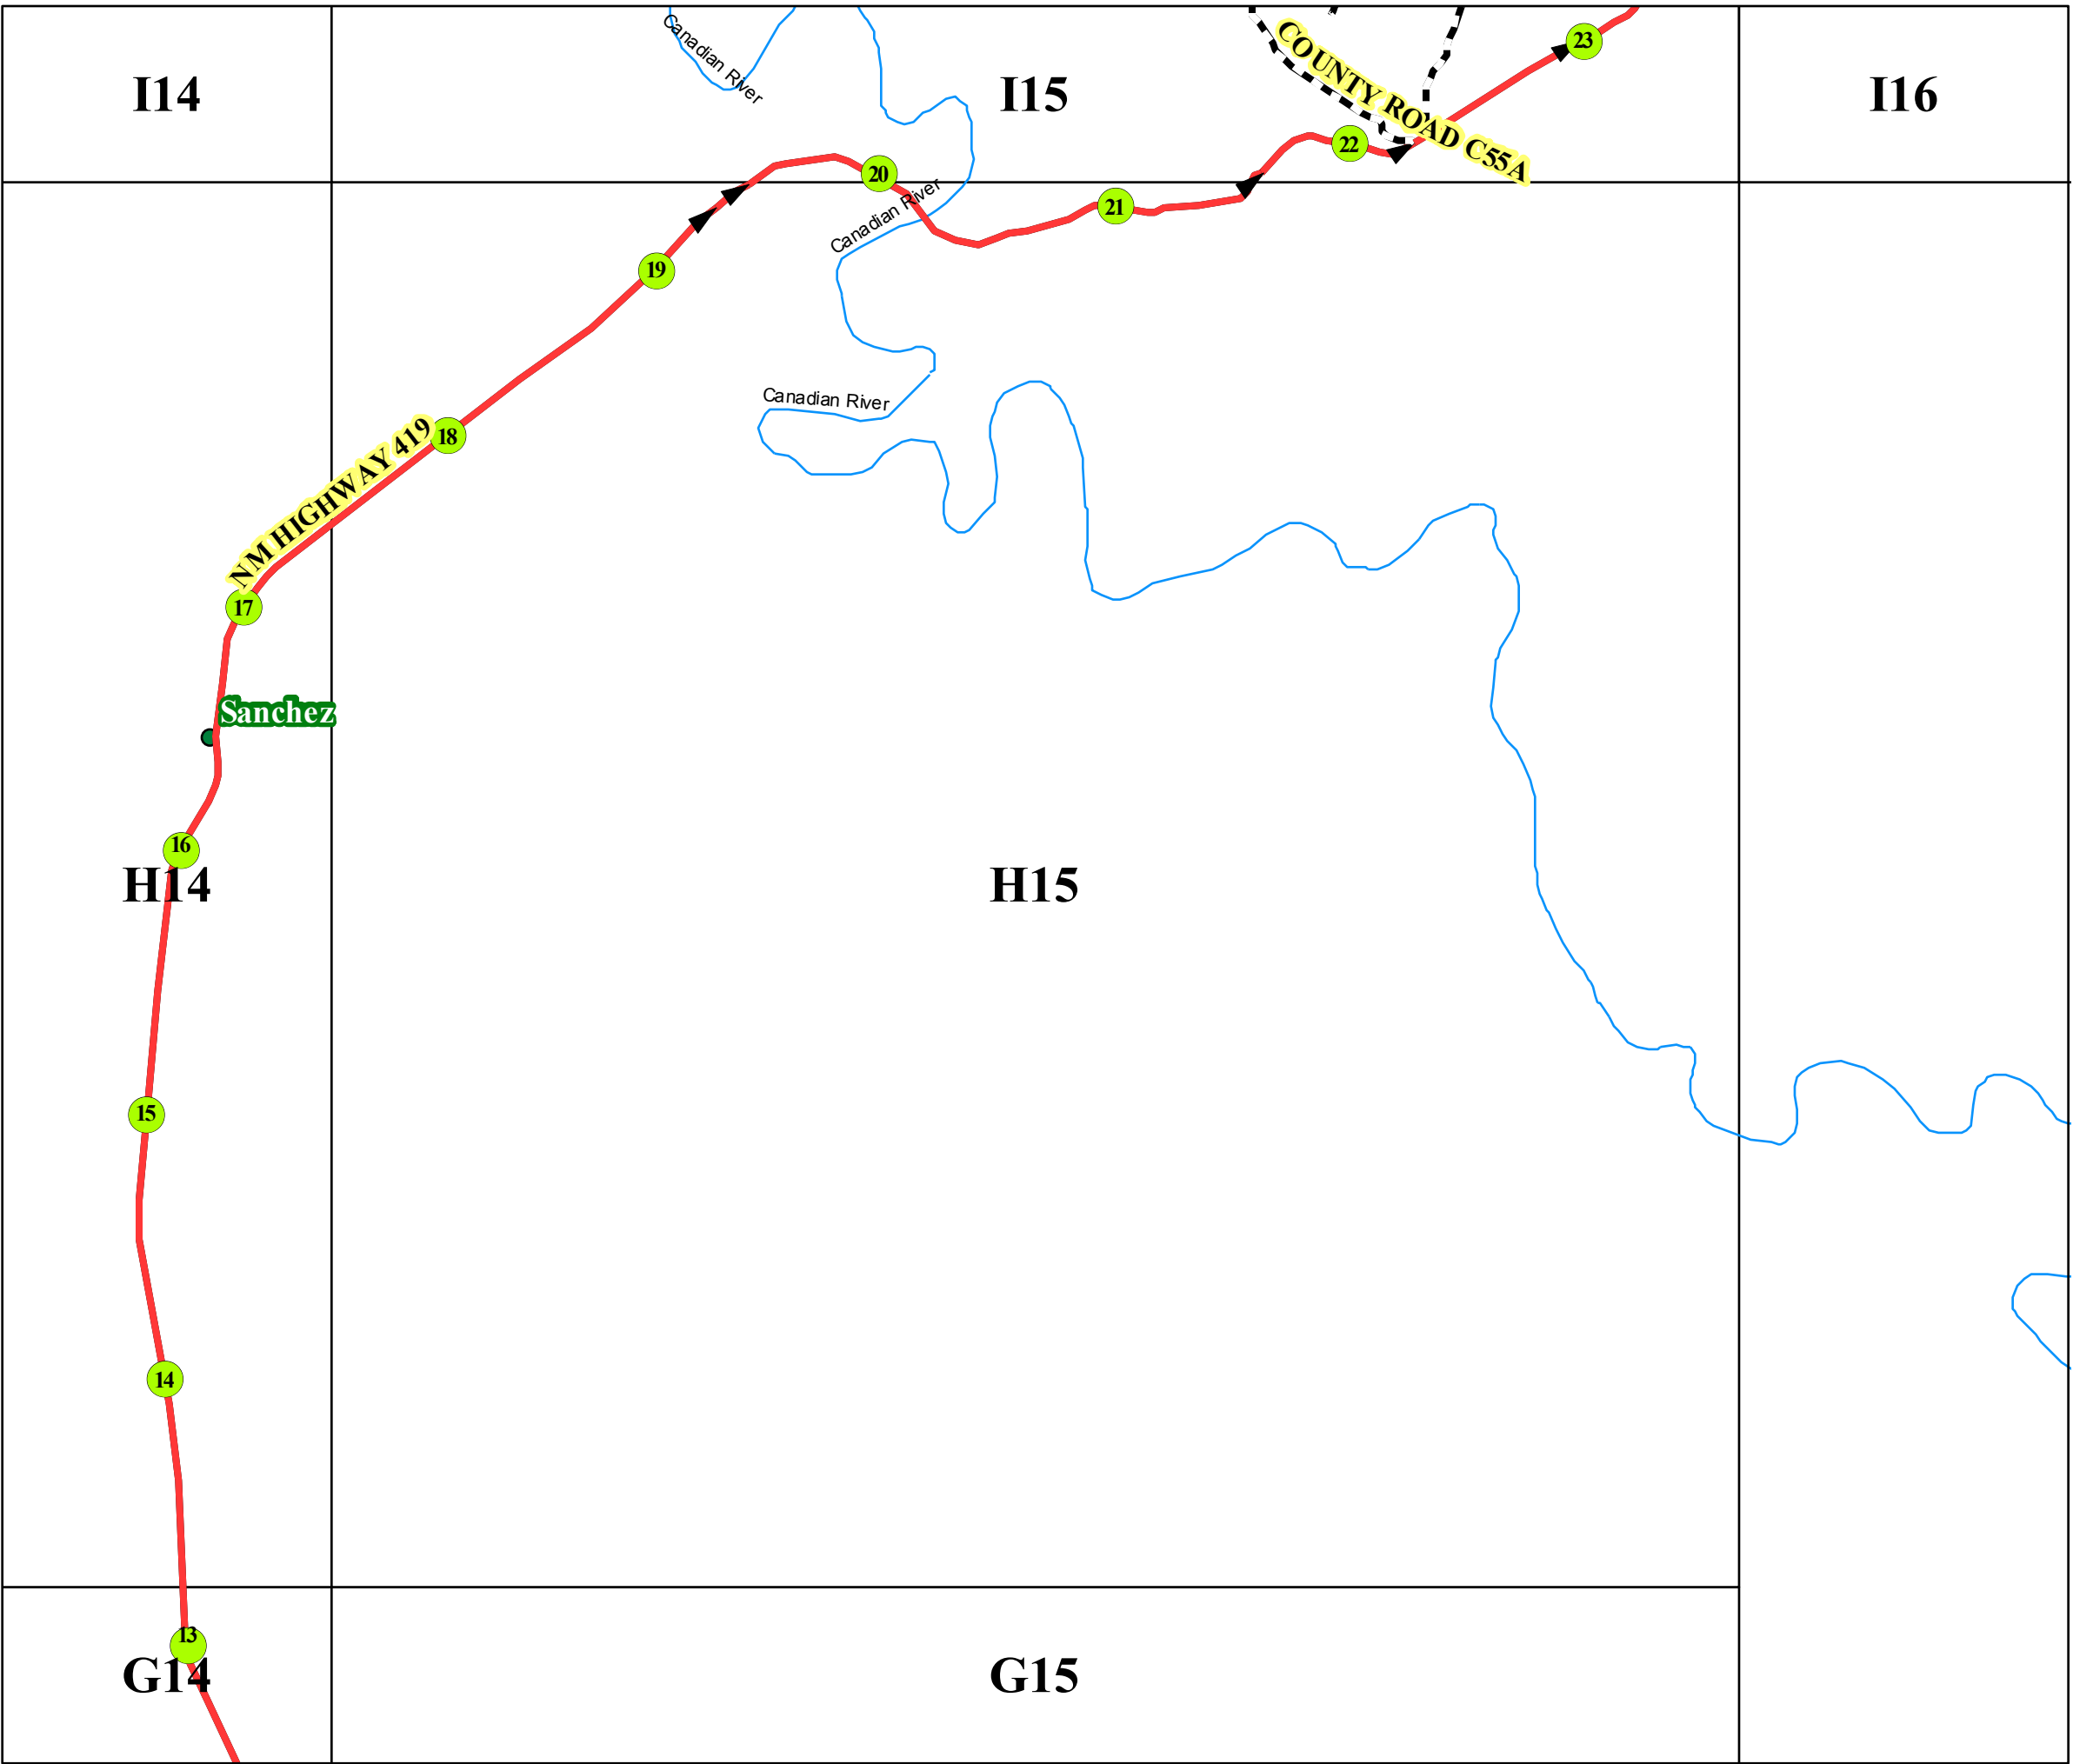 Canadian River
COUNTY ROAD C55A
23
I14
I15
I16
22
20
Canadian River
21
19
Canadian River
NM HIGHWAY 419
18
17
Sanchez
16
H14
H15
15
14
13
G14
G15